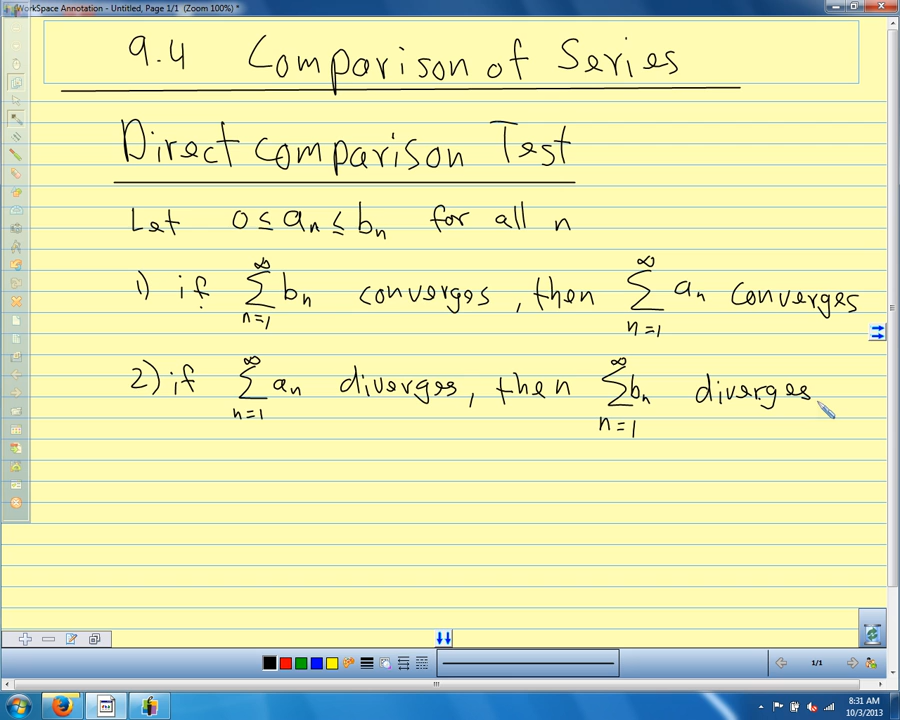 WorkSpace Annotation - Untitled, Page 1/1 (Zoom 100%) *
9.4 Comparison of Series
Direct comparison Test
Let 0 ≤ aₙ ≤ bₙ for all n
1) if ∑_{n=1}^{∞} bₙ converges, then ∑_{n=1}^{∞} aₙ converges
2) if ∑_{n=1}^{∞} aₙ diverges, then ∑_{n=1}^{∞} bₙ diverges
1/1
8:31 AM
10/3/2013